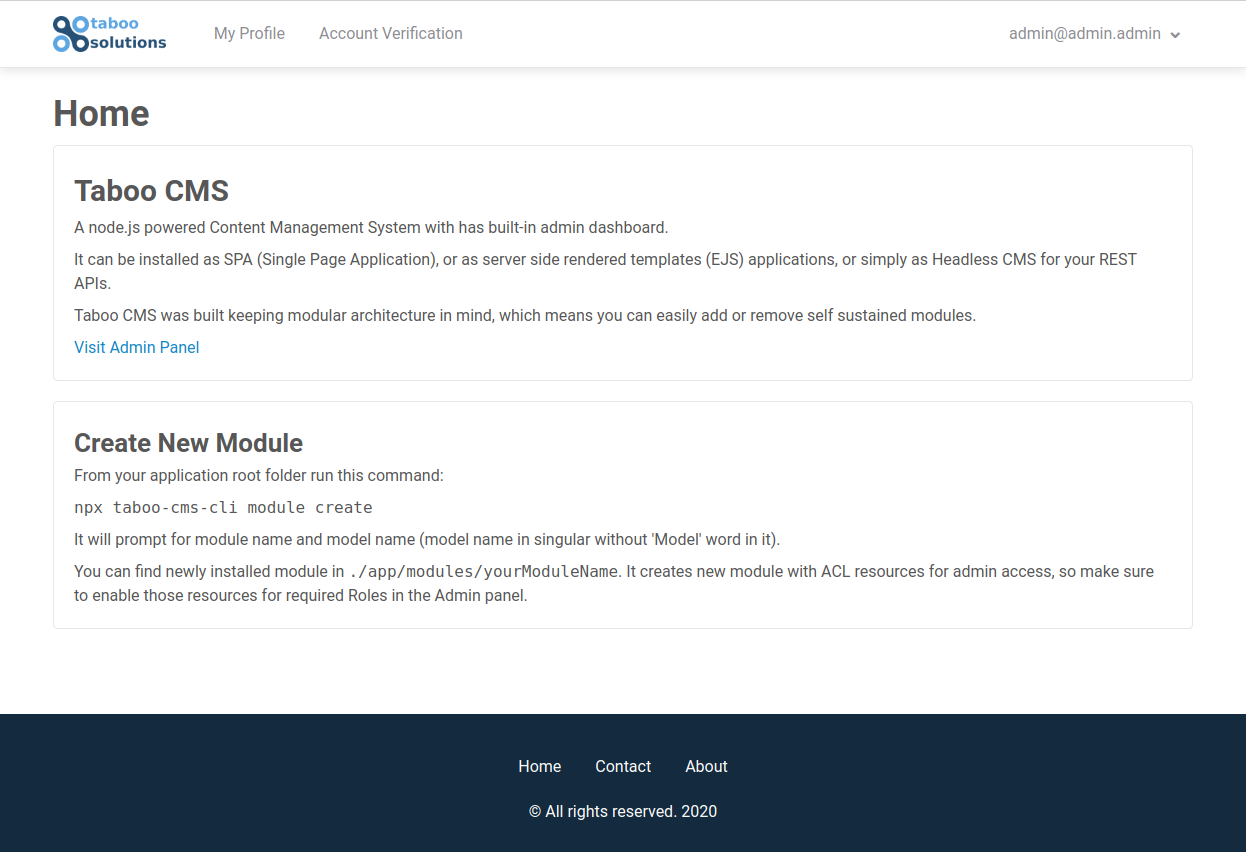 taboo
solutions
My Profile
Account Verification
admin@admin.admin
Home
Taboo CMS
A node.js powered Content Management System with has built-in admin dashboard.
It can be installed as SPA (Single Page Application), or as server side rendered templates (EJS) applications, or simply as Headless CMS for your REST
APIs.
Taboo CMS was built keeping modular architecture in mind, which means you can easily add or remove self sustained modules.
Visit Admin Panel
Create New Module
From your application root folder run this command:
npx taboo-cms-cli module create
It will prompt for module name and model name (model name in singular without 'Model' word in it).
You can find newly installed module in ./app/modules/yourModuleName. It creates new module with ACL resources for admin access, so make sure
to enable those resources for required Roles in the Admin panel.
Home
Contact
About
© All rights reserved. 2020